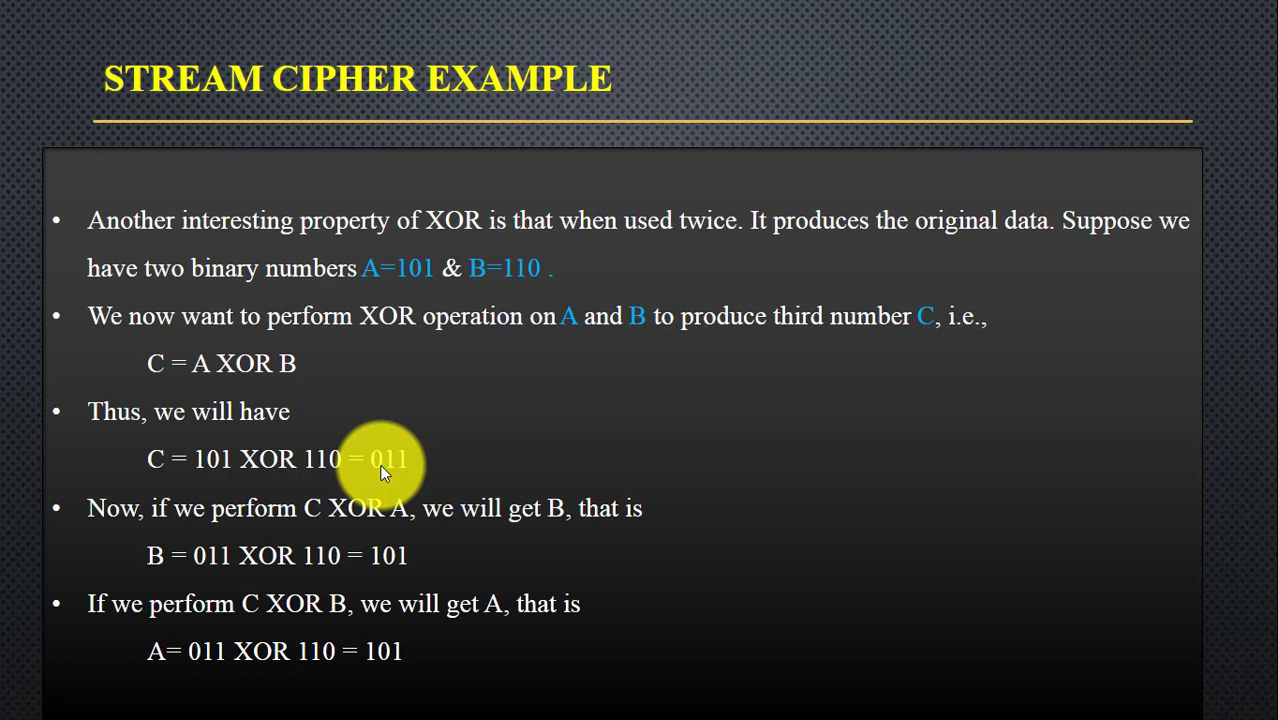 STREAM CIPHER EXAMPLE
• Another interesting property of XOR is that when used twice. It produces the original data. Suppose we
have two binary numbers A=101 & B=110 .
• We now want to perform XOR operation on A and B to produce third number C, i.e.,
C = A XOR B
• Thus, we will have
C = 101 XOR 110 = 011
• Now, if we perform C XOR A, we will get B, that is
B = 011 XOR 110 = 101
• If we perform C XOR B, we will get A, that is
A= 011 XOR 110 = 101